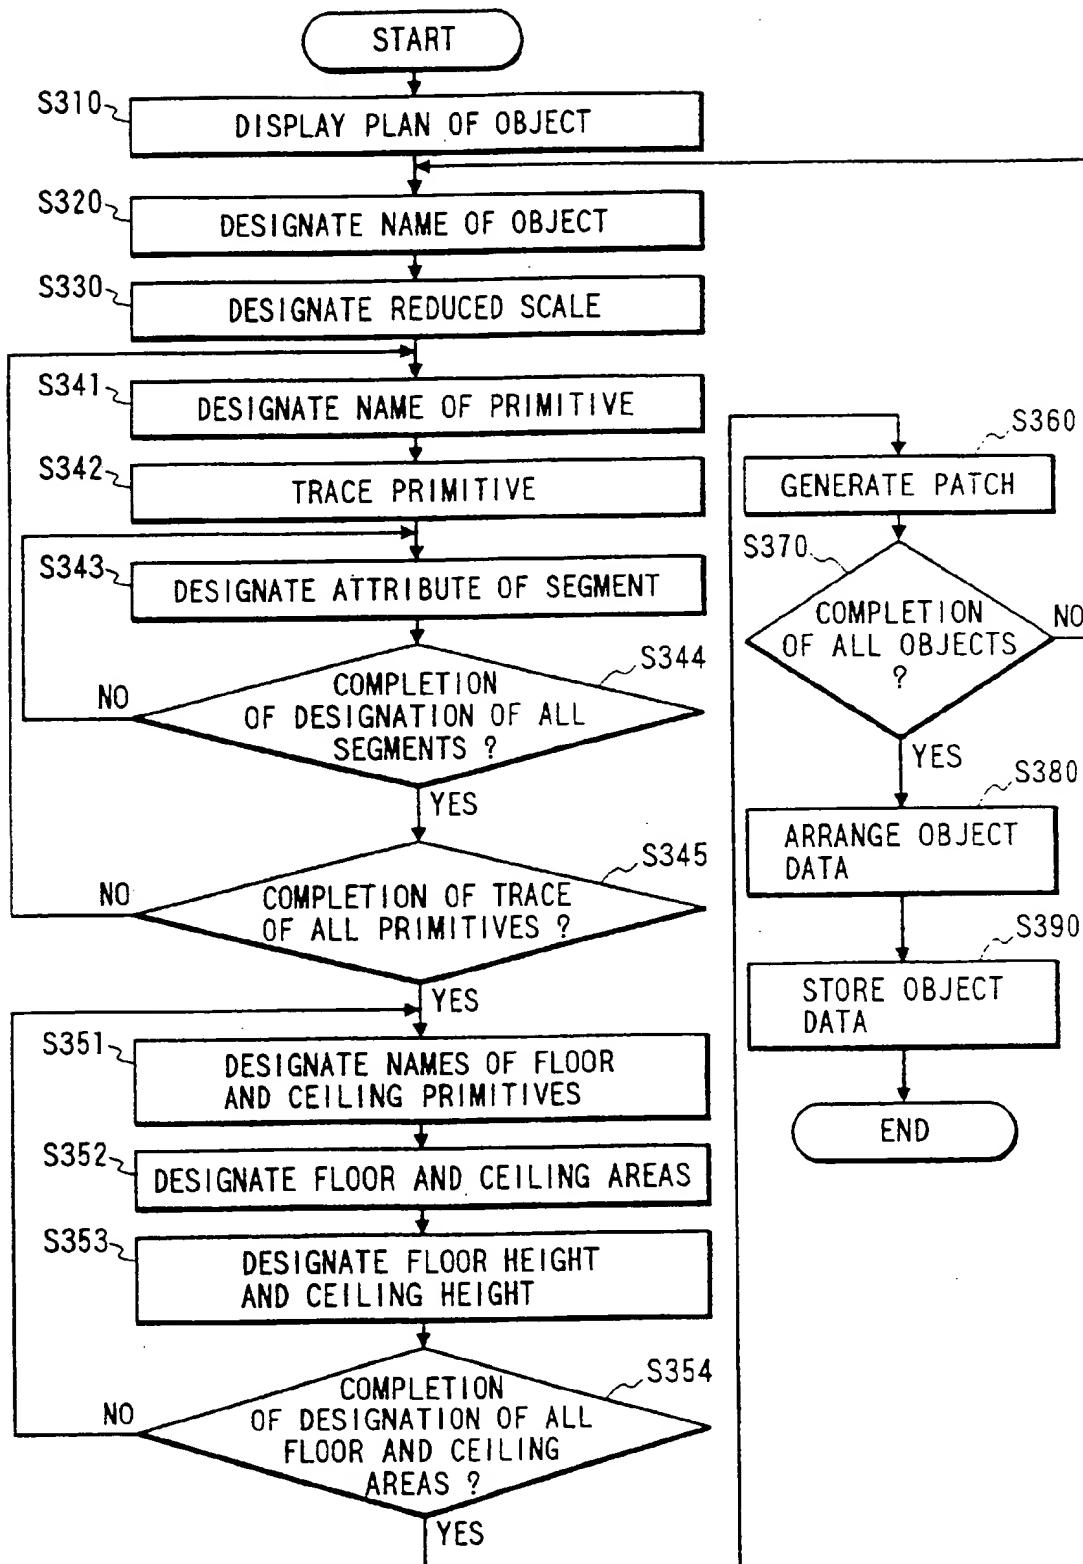 START
S310
DISPLAY PLAN OF OBJECT
S320
DESIGNATE NAME OF OBJECT
S330
DESIGNATE REDUCED SCALE
S341
DESIGNATE NAME OF PRIMITIVE
S342
TRACE PRIMITIVE
S343
DESIGNATE ATTRIBUTE OF SEGMENT
S344
COMPLETION
OF DESIGNATION OF ALL
SEGMENTS ?
NO
YES
S345
COMPLETION OF TRACE
OF ALL PRIMITIVES ?
NO
YES
S351
DESIGNATE NAMES OF FLOOR
AND CEILING PRIMITIVES
S352
DESIGNATE FLOOR AND CEILING AREAS
S353
DESIGNATE FLOOR HEIGHT
AND CEILING HEIGHT
S354
COMPLETION
OF DESIGNATION OF ALL
FLOOR AND CEILING
AREAS ?
NO
YES
S360
GENERATE PATCH
S370
COMPLETION
OF ALL OBJECTS
?
NO
YES
S380
ARRANGE OBJECT
DATA
S390
STORE OBJECT
DATA
END